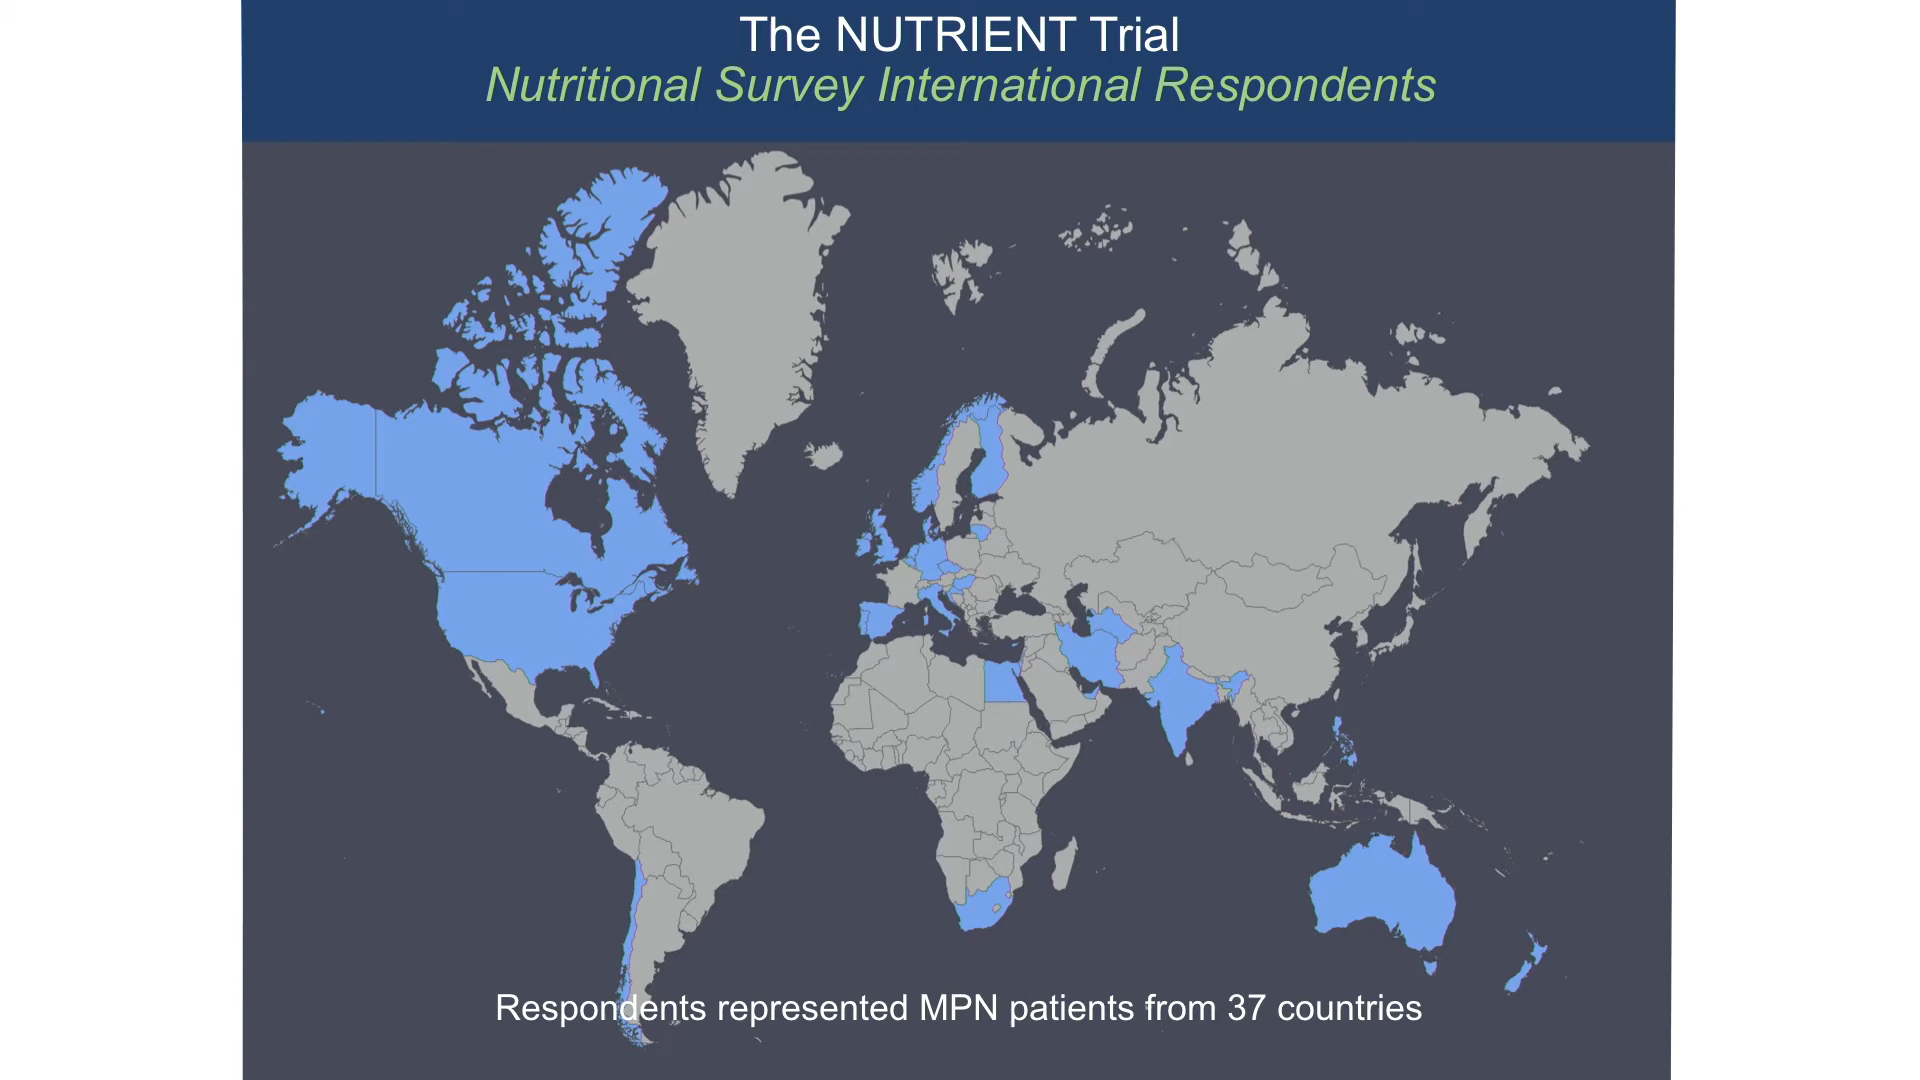 The NUTRIENT Trial
Nutritional Survey International Respondents
Respondents represented MPN patients from 37 countries